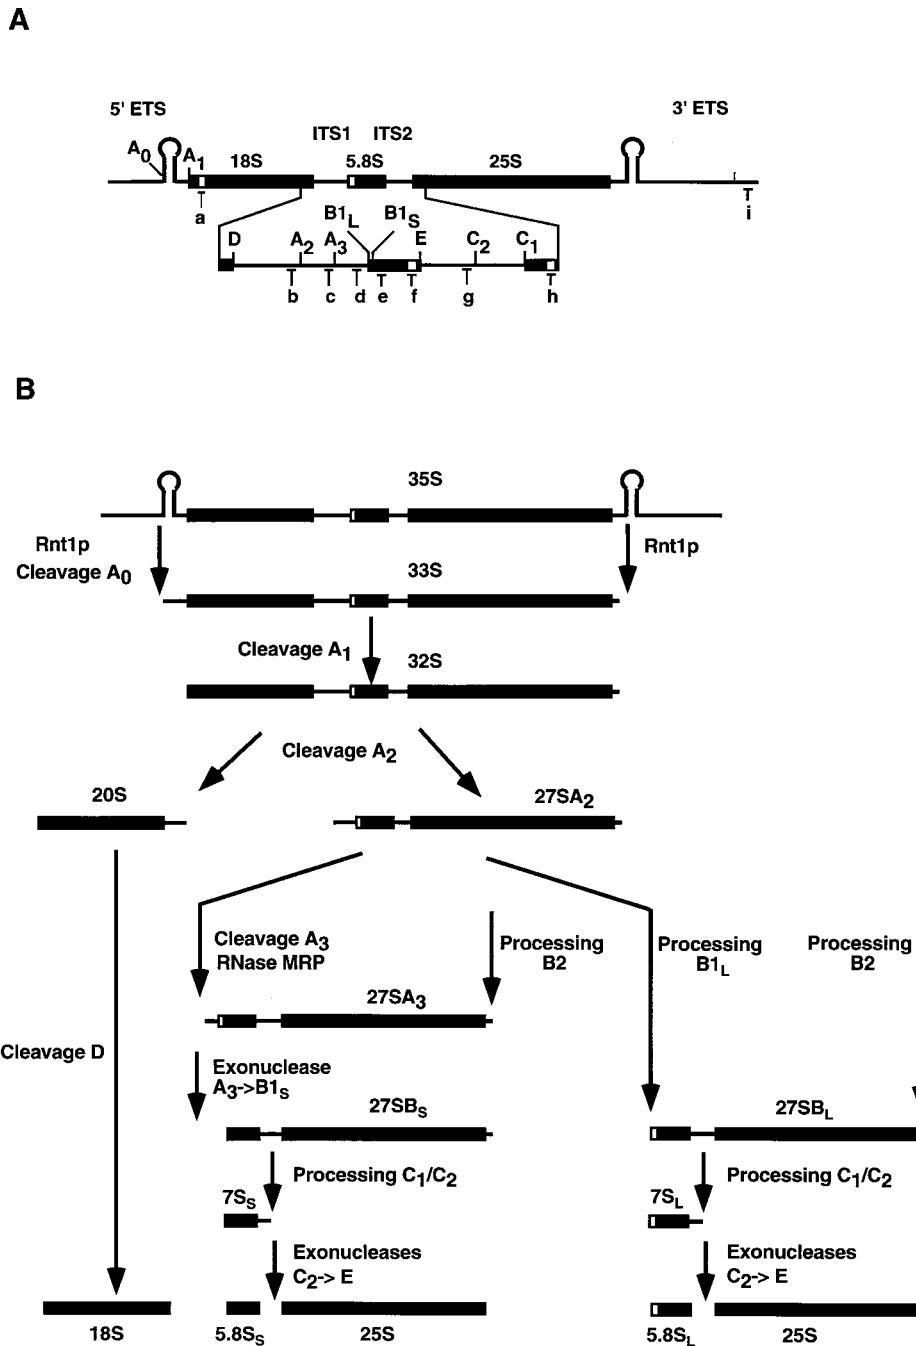 A
5' ETS
3' ETS
ITS1 ITS2
A0 A1 18S 5.8S 25S
a
i
B1L B1S
D A2 A3 E C2 C1
b c d e f g h
B
35S
Rnt1p
Cleavage A0
Rnt1p
33S
Cleavage A1
32S
Cleavage A2
20S
27SA2
Cleavage A3
RNase MRP
Processing
B2
Processing
B1L
Processing
B2
27SA3
Cleavage D
Exonuclease
A3->B1S
27SBS
27SBL
Processing C1/C2
Processing C1/C2
7SS
7SL
Exonucleases
C2-> E
Exonucleases
C2-> E
18S
5.8SS
25S
5.8SL
25S